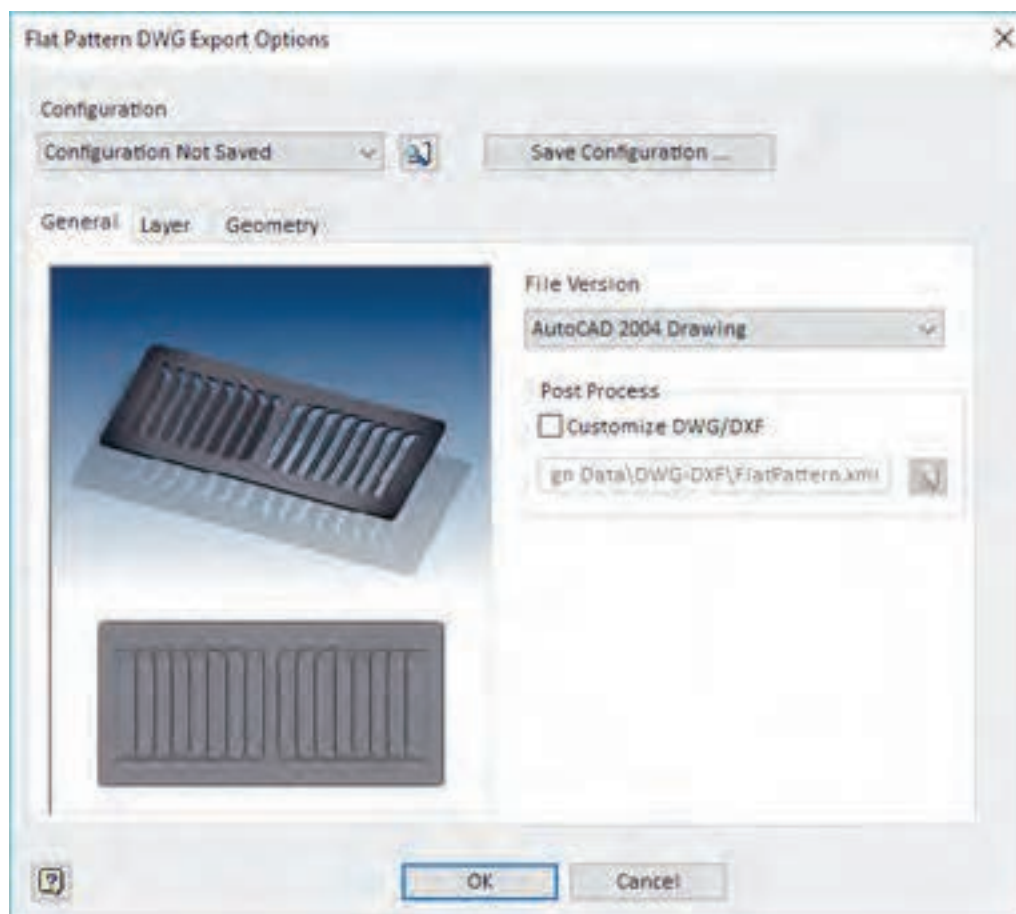 Flat Pattern DWG Export Options
Configuration
Configuration Not Saved
Save Configuration ...
General Layer Geometry
File Version
AutoCAD 2004 Drawing
Post Process
Customize DWG/DXF
gn Data\DWG-DXF\FlatPattern.xml
OK Cancel